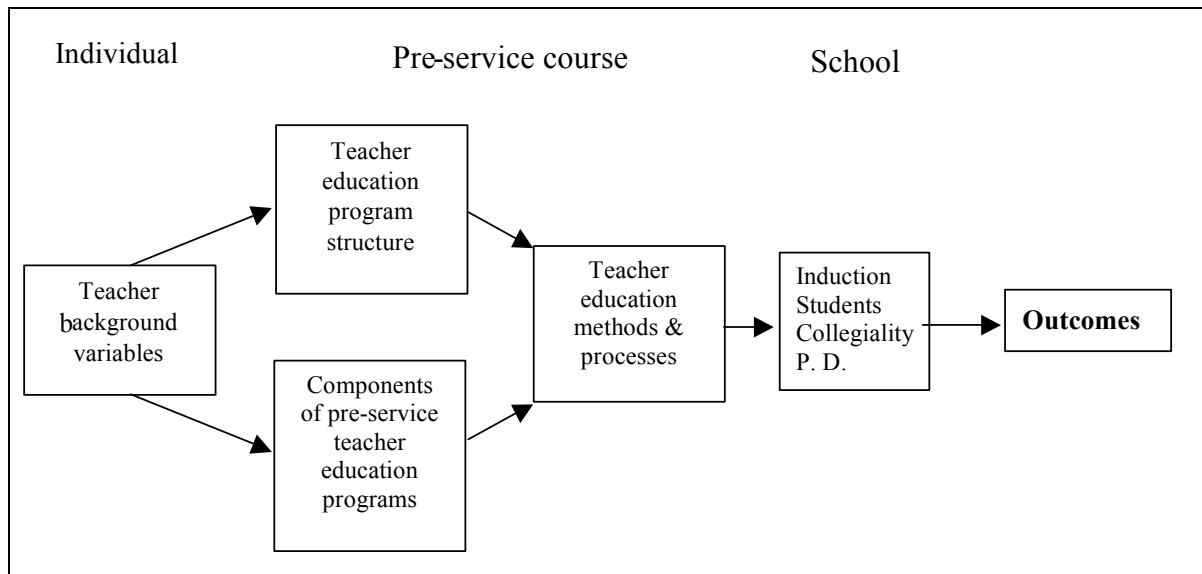 Individual
Pre-service course
School
Teacher
education
program
structure
Teacher
background
variables
Components
of pre-service
teacher
education
programs
Teacher
education
methods &
processes
Induction
Students
Collegiality
P. D.
Outcomes